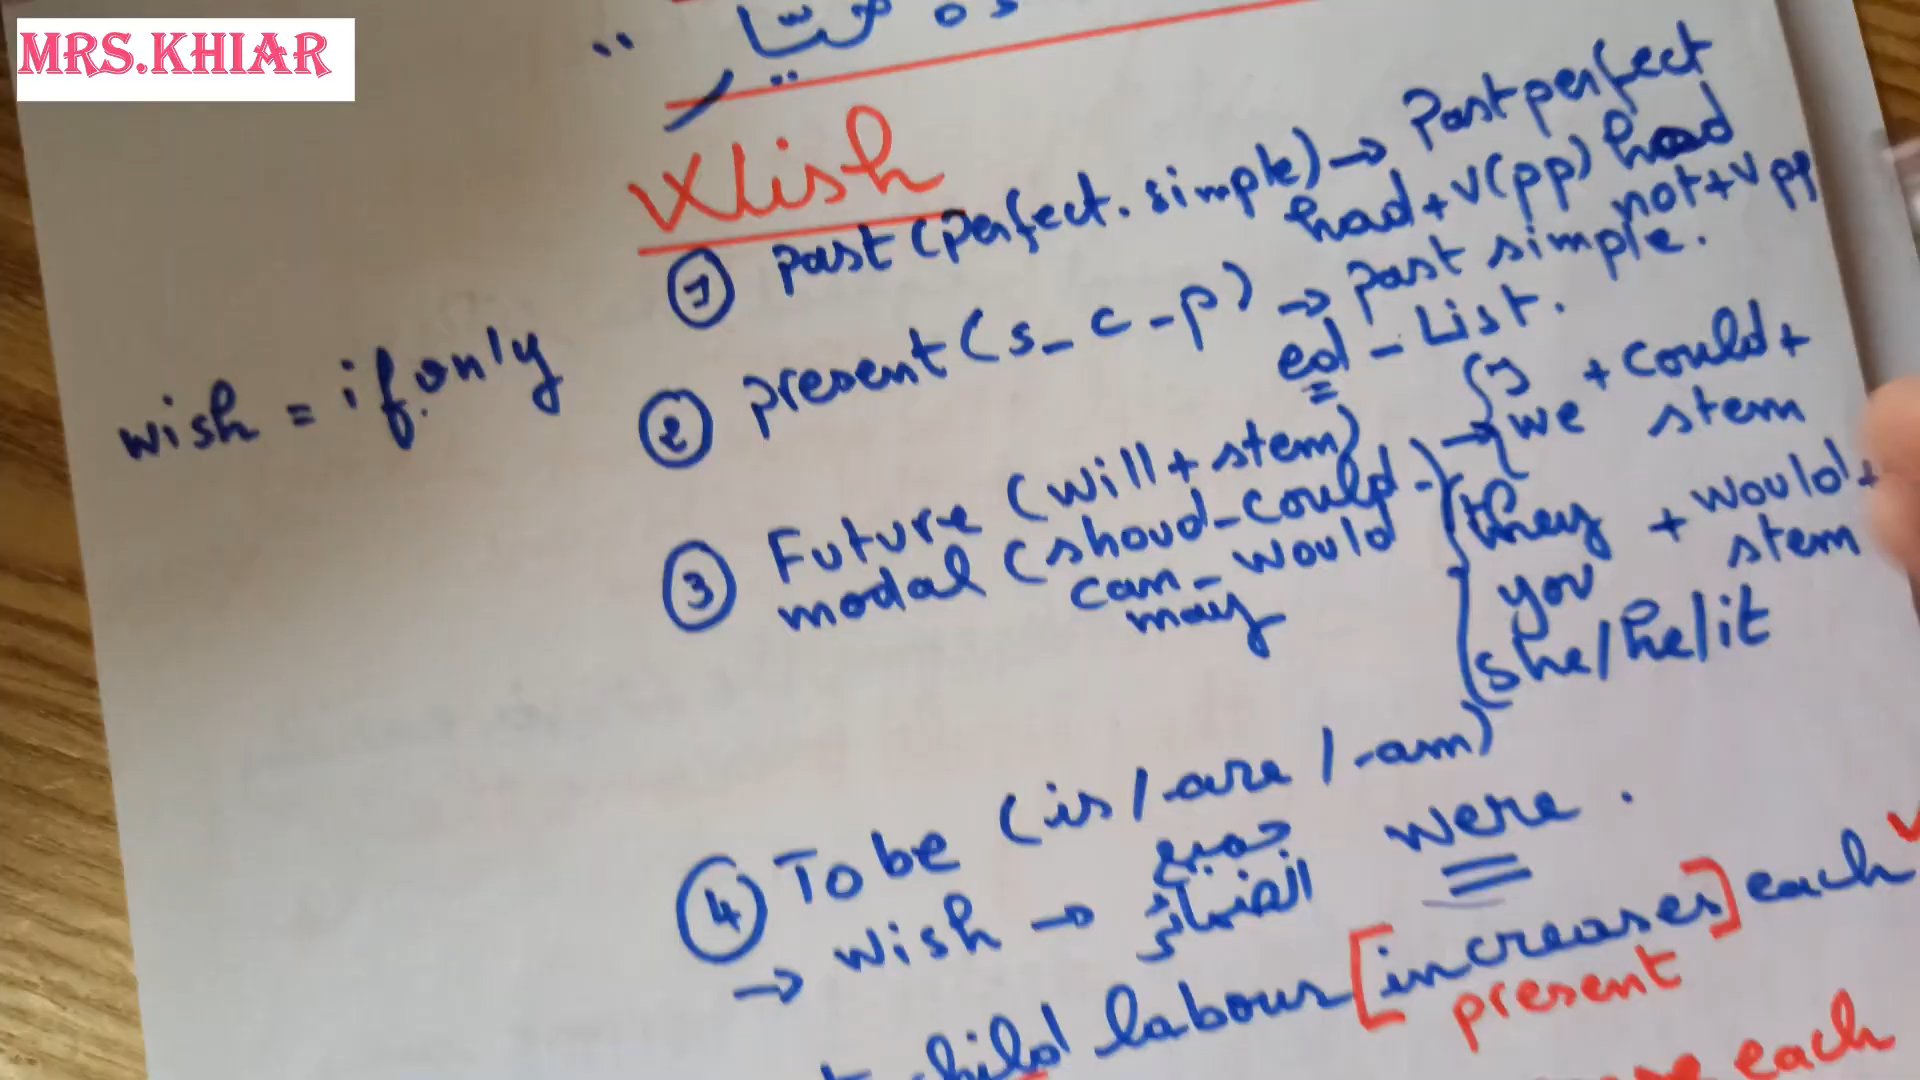 MRS.KHIAR
Wish
① past (perfect. simple) → Past perfect
had + v(pp) had
not + v pp
② present (s - c - p) → past simple.
ed - List.
wish = if only
③ Future (will + stem)
modal (shoud - could -) →
can - would
may
I
we + could + stem
they + would + stem
you
she/he/it
④ To be (is / are / am)
→ wish → جميع الضمائر were.
child labour [increases] each
present
each